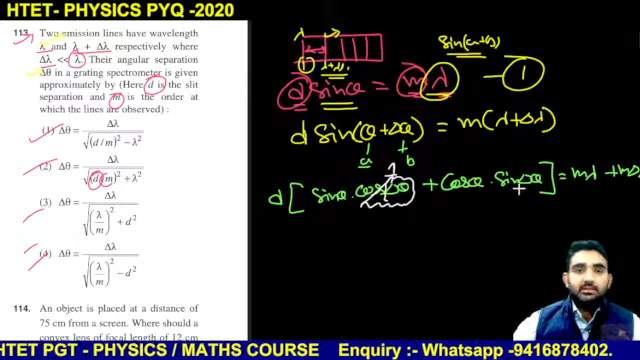 HTET- PHYSICS PYQ -2020
113. Two emission lines have wavelength
λ and λ + Δλ respectively where
Δλ << λ. Their angular separation
Δθ in a grating spectrometer is given
approximately by (Here d is the slit
separation and m is the order at
which the lines are observed) :
(1) Δθ = Δλ / √((d/m)² − λ²)
(2) Δθ = Δλ / √((d/m)² + λ²)
(3) Δθ = Δλ / √((λ/m)² + d²)
(4) Δθ = Δλ / √((λ/m)² − d²)
114. An object is placed at a distance of
75 cm from a screen. Where should a
convex lens of focal length of 12 cm
λ
1 λ+Δλ
sin(a+b)
d sinθ = mλ — 1
d sin(θ + Δθ) = m(λ+Δλ)
a b
d [ sinθ . cosΔθ + cosθ . sinΔθ ] = mλ + m
HTET PGT - PHYSICS / MATHS COURSE Enquiry : - Whatsapp -9416878402.